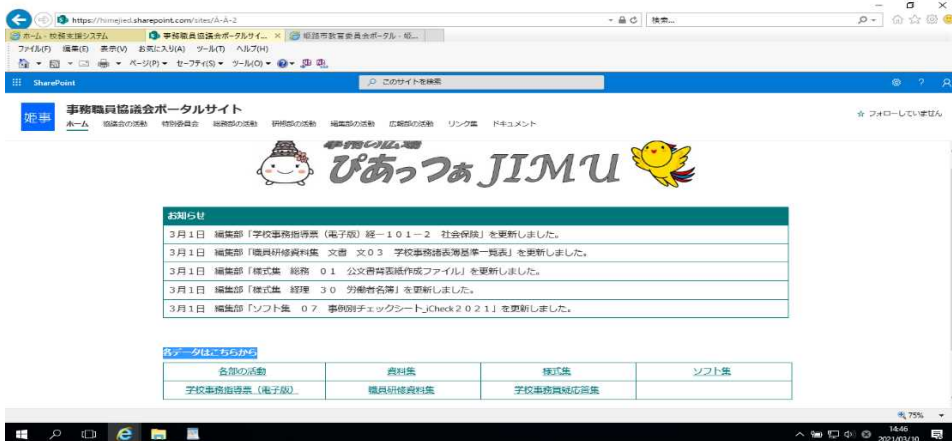 https://himejied.sharepoint.com/sites/A-A-2
検索...
ホーム - 校務支援システム
事務職員協議会ポータルサイ...
姫路市教育委員会ポータル - 姫...
ファイル(F) 編集(E) 表示(V) お気に入り(A) ツール(T) ヘルプ(H)
ページ(P) セーフティ(S) ツール(O)
SharePoint
このサイトを検索
姫事
事務職員協議会ポータルサイト
ホーム 協議会の活動 特別委員会 総務部の活動 研修部の活動 編集部の活動 広報部の活動 リンク集 ドキュメント
☆ フォローしていません
事務の広場
ぴあっつぁ JIMU
お知らせ
3月1日 編集部「学校事務指導票(電子版)経-101-2 社会保険」を更新しました。
3月1日 編集部「職員研修資料集 文書 文03 学校事務諸表簿基準一覧表」を更新しました。
3月1日 編集部「様式集 総務 01 公文書背表紙作成ファイル」を更新しました。
3月1日 編集部「様式集 経理 30 労働者名簿」を更新しました。
3月1日 編集部「ソフト集 07 事例別チェックシート_iCheck2021」を更新しました。
各データはこちらから
各部の活動 資料集 様式集 ソフト集
学校事務指導票(電子版) 職員研修資料集 学校事務質疑応答集
75%
14:46
2021/03/10